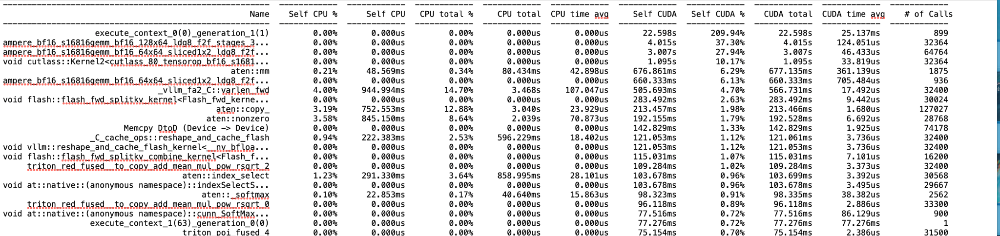 Name Self CPU % Self CPU CPU total % CPU total CPU time avg Self CUDA Self CUDA % CUDA total CUDA time avg # of Calls
execute_context_0(0)_generation_1(1) 0.00% 0.000us 0.00% 0.000us 0.000us 22.598s 209.94% 22.598s 25.137ms 899
ampere_bf16_s16816gemm_bf16_128x64_ldg8_f2f_stages_3... 0.00% 0.000us 0.00% 0.000us 0.000us 4.015s 37.30% 4.015s 124.051us 32364
ampere_bf16_s16816gemm_bf16_64x64_sliced1x2_ldg8_f2f... 0.00% 0.000us 0.00% 0.000us 0.000us 3.007s 27.94% 3.007s 46.433us 64764
void cutlass::Kernel2<cutlass_80_tensorop_bf16_s1681... 0.00% 0.000us 0.00% 0.000us 0.000us 1.095s 10.17% 1.095s 33.819us 32364
aten::mm 0.21% 48.569ms 0.34% 80.434ms 42.898us 676.861ms 6.29% 677.135ms 361.139us 1875
ampere_bf16_s16816gemm_bf16_64x64_sliced1x2_ldg8_f2f... 0.00% 0.000us 0.00% 0.000us 0.000us 660.333ms 6.13% 660.333ms 705.484us 936
_vllm_fa2_C::varlen_fwd 4.00% 944.994ms 14.70% 3.468s 107.047us 505.693ms 4.70% 566.731ms 17.492us 32400
void flash::flash_fwd_splitkv_kernel<Flash_fwd_kerne... 0.00% 0.000us 0.00% 0.000us 0.000us 283.492ms 2.63% 283.492ms 9.442us 30024
aten::copy_ 3.19% 752.553ms 12.88% 3.040s 23.929us 213.457ms 1.98% 213.466ms 1.680us 127027
aten::nonzero 3.58% 845.150ms 8.64% 2.039s 70.873us 192.155ms 1.79% 192.528ms 6.692us 28768
Memcpy DtoD (Device -> Device) 0.00% 0.000us 0.00% 0.000us 0.000us 142.829ms 1.33% 142.829ms 1.925us 74178
_C_cache_ops::reshape_and_cache_flash 0.94% 222.383ms 2.53% 596.229ms 18.402us 121.053ms 1.12% 121.061ms 3.736us 32400
void vllm::reshape_and_cache_flash_kernel<__nv_bfloa... 0.00% 0.000us 0.00% 0.000us 0.000us 121.053ms 1.12% 121.053ms 3.736us 32400
void flash::flash_fwd_splitkv_combine_kernel<Flash_f... 0.00% 0.000us 0.00% 0.000us 0.000us 115.031ms 1.07% 115.031ms 7.101us 16200
triton_red_fused__to_copy_add_mean_mul_pow_rsqrt_2 0.00% 0.000us 0.00% 0.000us 0.000us 109.284ms 1.02% 109.284ms 3.373us 32400
aten::index_select 1.23% 291.330ms 3.64% 858.995ms 28.101us 103.678ms 0.96% 103.699ms 3.392us 30568
void at::native::(anonymous namespace)::indexSelectS... 0.00% 0.000us 0.00% 0.000us 0.000us 103.678ms 0.96% 103.678ms 3.495us 29667
aten::_softmax 0.10% 22.853ms 0.17% 40.640ms 15.863us 98.323ms 0.91% 98.335ms 38.382us 2562
triton_red_fused__to_copy_add_mean_mul_pow_rsqrt_0 0.00% 0.000us 0.00% 0.000us 0.000us 96.118ms 0.89% 96.118ms 2.886us 33300
void at::native::(anonymous namespace)::cunn_SoftMax... 0.00% 0.000us 0.00% 0.000us 0.000us 77.516ms 0.72% 77.516ms 86.129us 900
execute_context_1(63)_generation_0(0) 0.00% 0.000us 0.00% 0.000us 0.000us 77.276ms 0.72% 77.276ms 77.276ms 1
triton_poi_fused_4 0.00% 0.000us 0.00% 0.000us 0.000us 75.154ms 0.70% 75.154ms 2.386us 31500